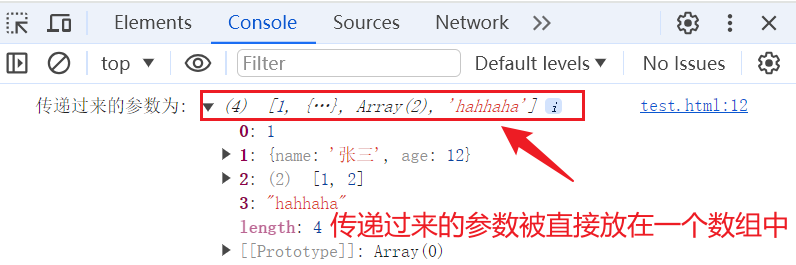 Elements Console Sources Network
top Filter Default levels No Issues
传递过来的参数为: (4) [1, {…}, Array(2), 'hahhaha'] i test.html:12
0: 1
1: {name: '张三', age: 12}
2: (2) [1, 2]
3: "hahhaha"
length: 4 传递过来的参数被直接放在一个数组中
[[Prototype]]: Array(0)